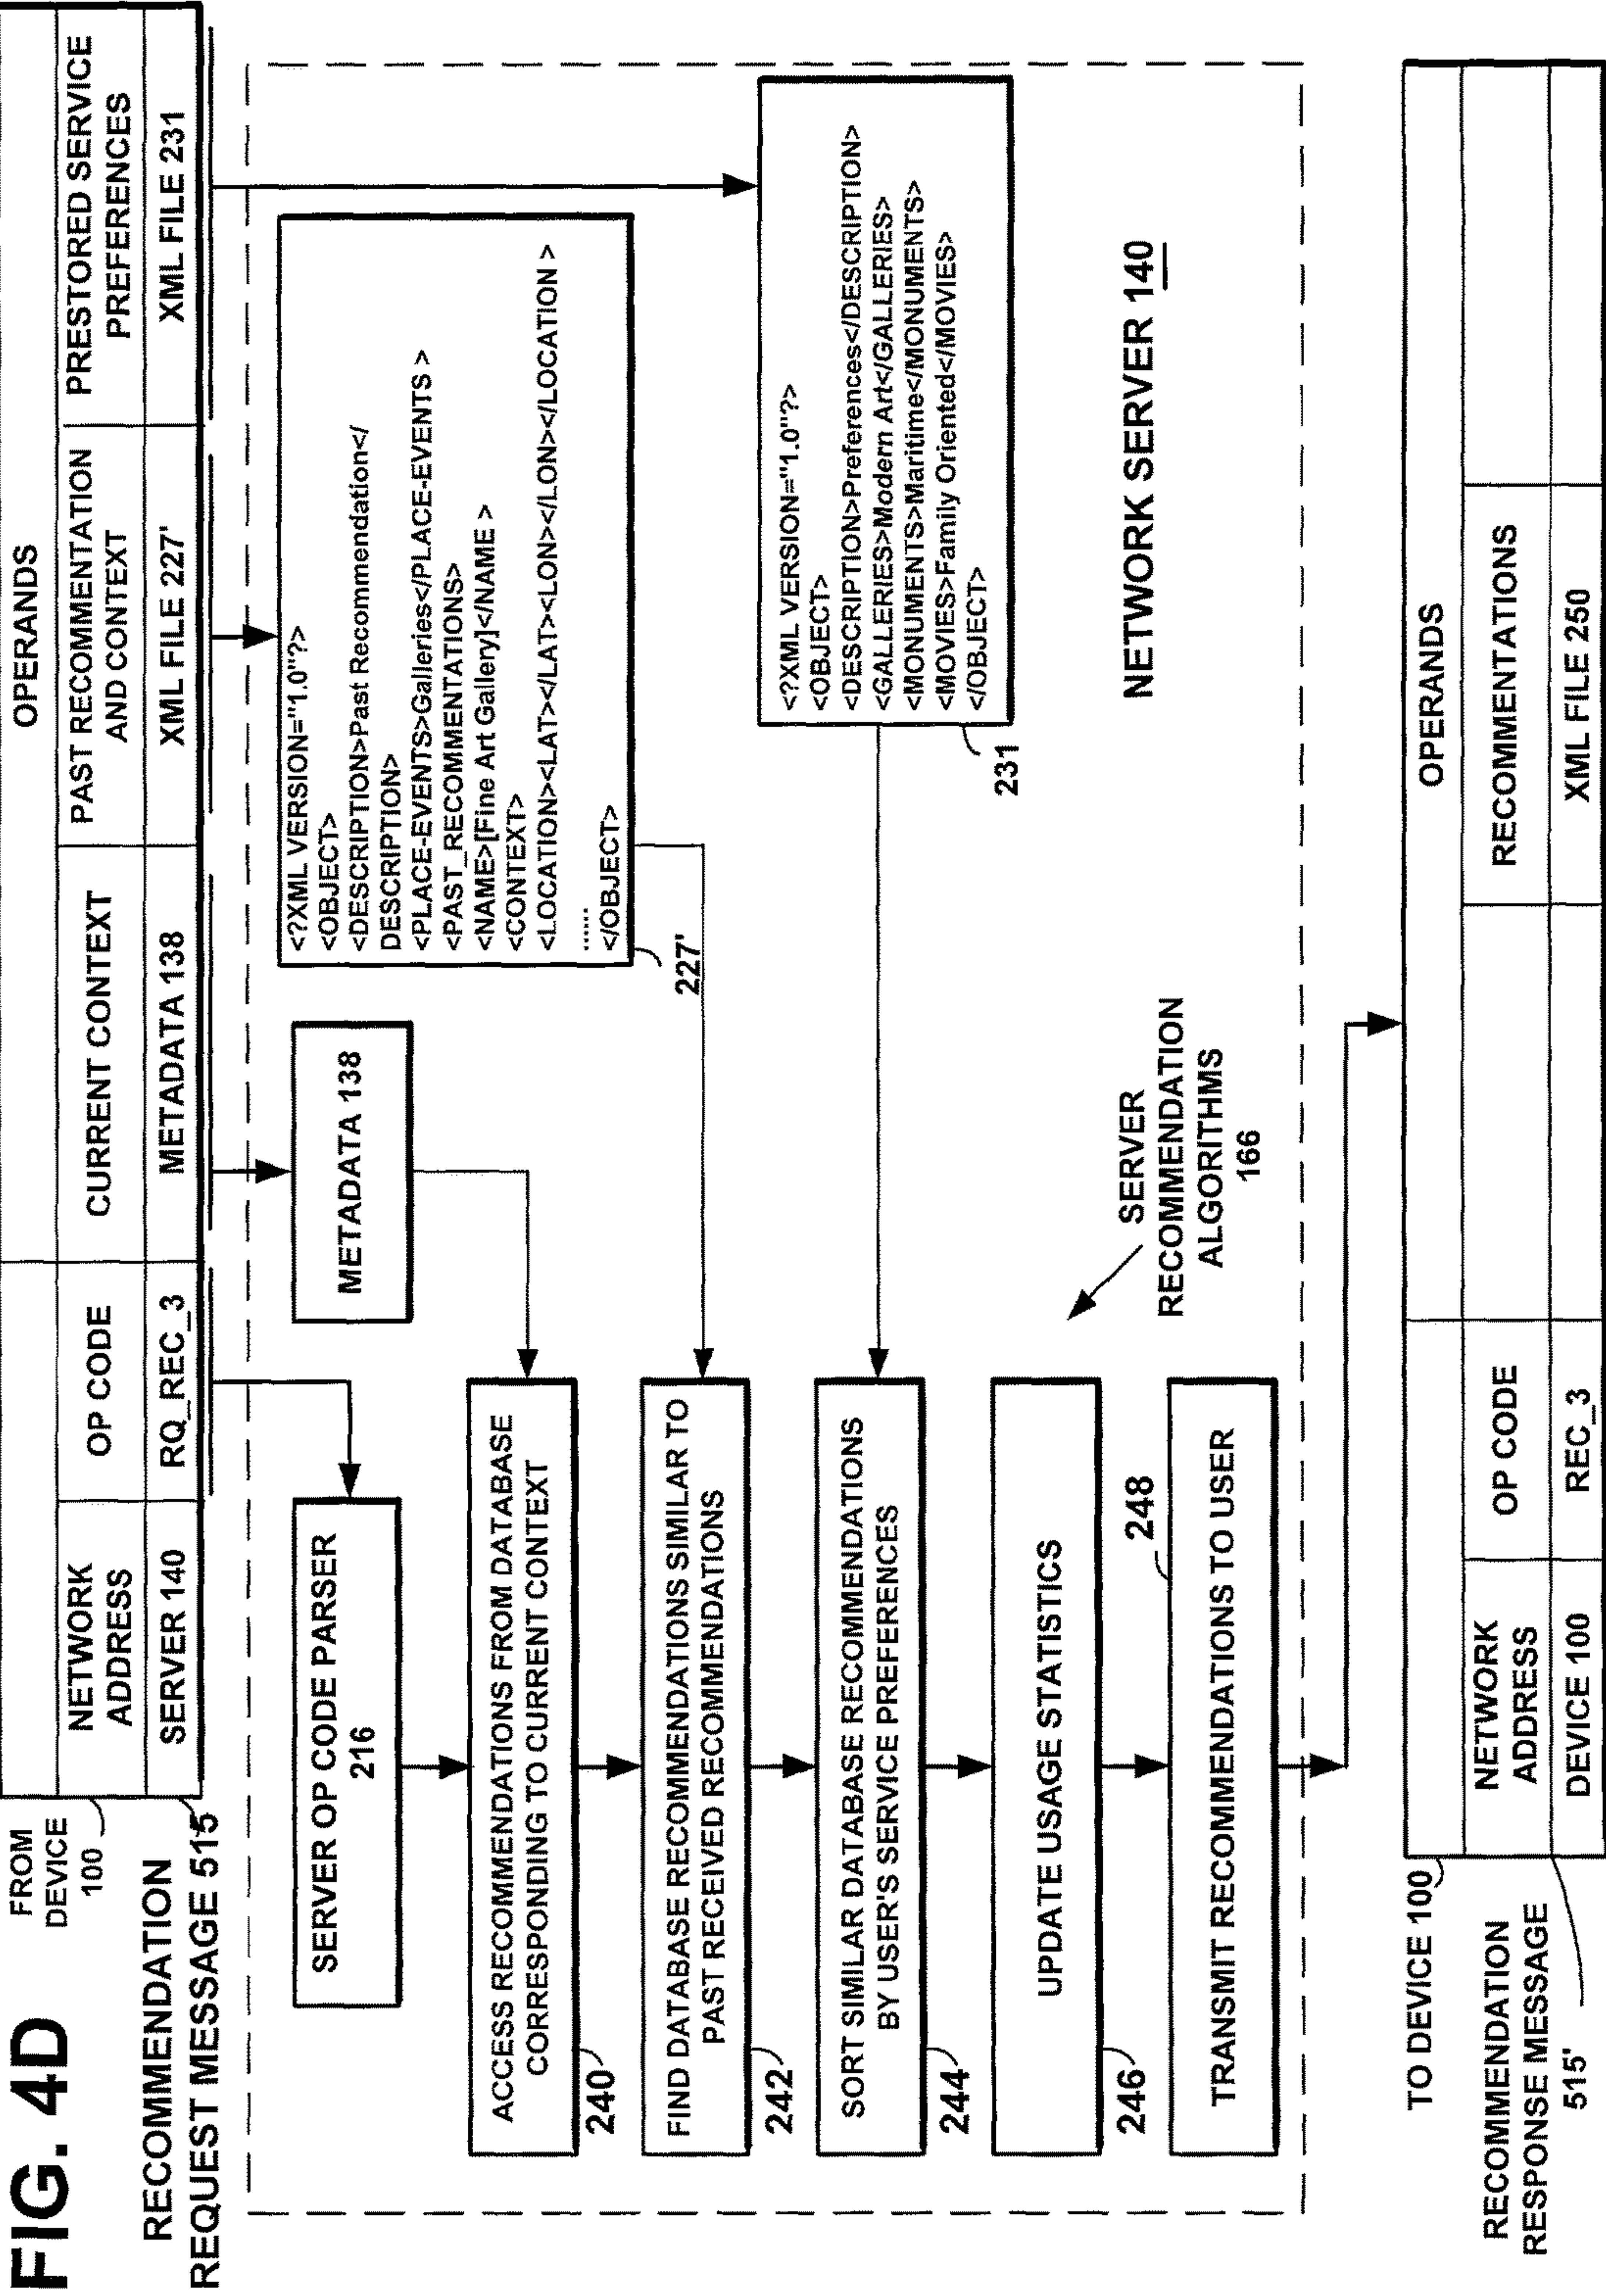 FIG. 4D
FROM
DEVICE
100
RECOMMENDATION
REQUEST MESSAGE 515
OPERANDS
NETWORK
ADDRESS
OP CODE
CURRENT CONTEXT
PAST RECOMMENTATION
AND CONTEXT
PRESTORED SERVICE
PREFERENCES
SERVER 140
RQ_REC_3
METADATA 138
XML FILE 227'
XML FILE 231
SERVER OP CODE PARSER
216
METADATA 138
<?XML VERSION="1.0"?>
<OBJECT>
<DESCRIPTION>Past Recommendation</
DESCRIPTION>
<PLACE-EVENTS>Galleries</PLACE-EVENTS >
<PAST_RECOMMENTATIONS>
<NAME>[Fine Art Gallery]</NAME >
<CONTEXT>
<LOCATION><LAT></LAT><LON></LON></LOCATION >
......
</OBJECT>
227'
ACCESS RECOMMENDATIONS FROM DATABASE
CORRESPONDING TO CURRENT CONTEXT
240
FIND DATABASE RECOMMENDATIONS SIMILAR TO
PAST RECEIVED RECOMMENDATIONS
242
<?XML VERSION="1.0"?>
<OBJECT>
<DESCRIPTION>Preferences</DESCRIPTION>
<GALLERIES>Modern Art</GALLERIES>
<MONUMENTS>Maritime</MONUMENTS>
<MOVIES>Family Oriented</MOVIES>
</OBJECT>
231
SORT SIMILAR DATABASE RECOMMENDATIONS
BY USER'S SERVICE PREFERENCES
244
UPDATE USAGE STATISTICS
246
248
TRANSMIT RECOMMENDATIONS TO USER
SERVER
RECOMMENDATION
ALGORITHMS
166
NETWORK SERVER 140
TO DEVICE 100
RECOMMENDATION
RESPONSE MESSAGE
515'
OPERANDS
NETWORK
ADDRESS
OP CODE
RECOMMENTATIONS
DEVICE 100
REC_3
XML FILE 250